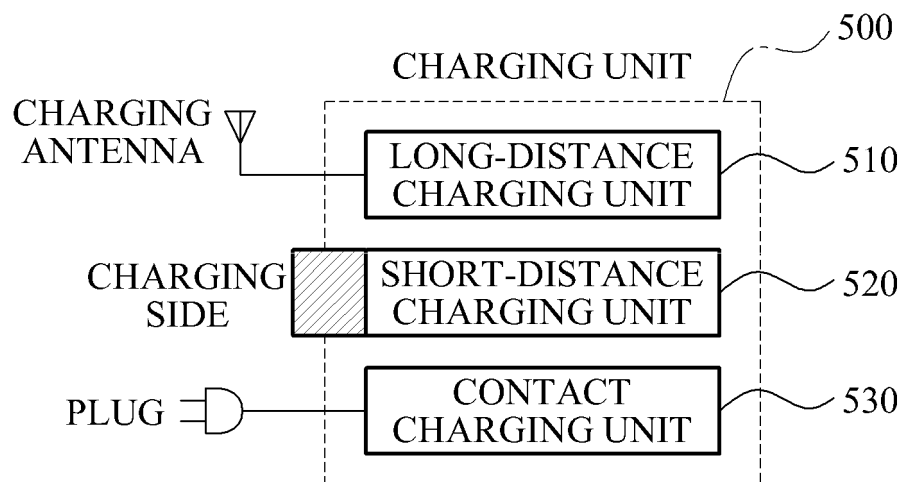 500
CHARGING UNIT
CHARGING
ANTENNA
LONG-DISTANCE
CHARGING UNIT
510
CHARGING
SIDE
SHORT-DISTANCE
CHARGING UNIT
520
PLUG
CONTACT
CHARGING UNIT
530